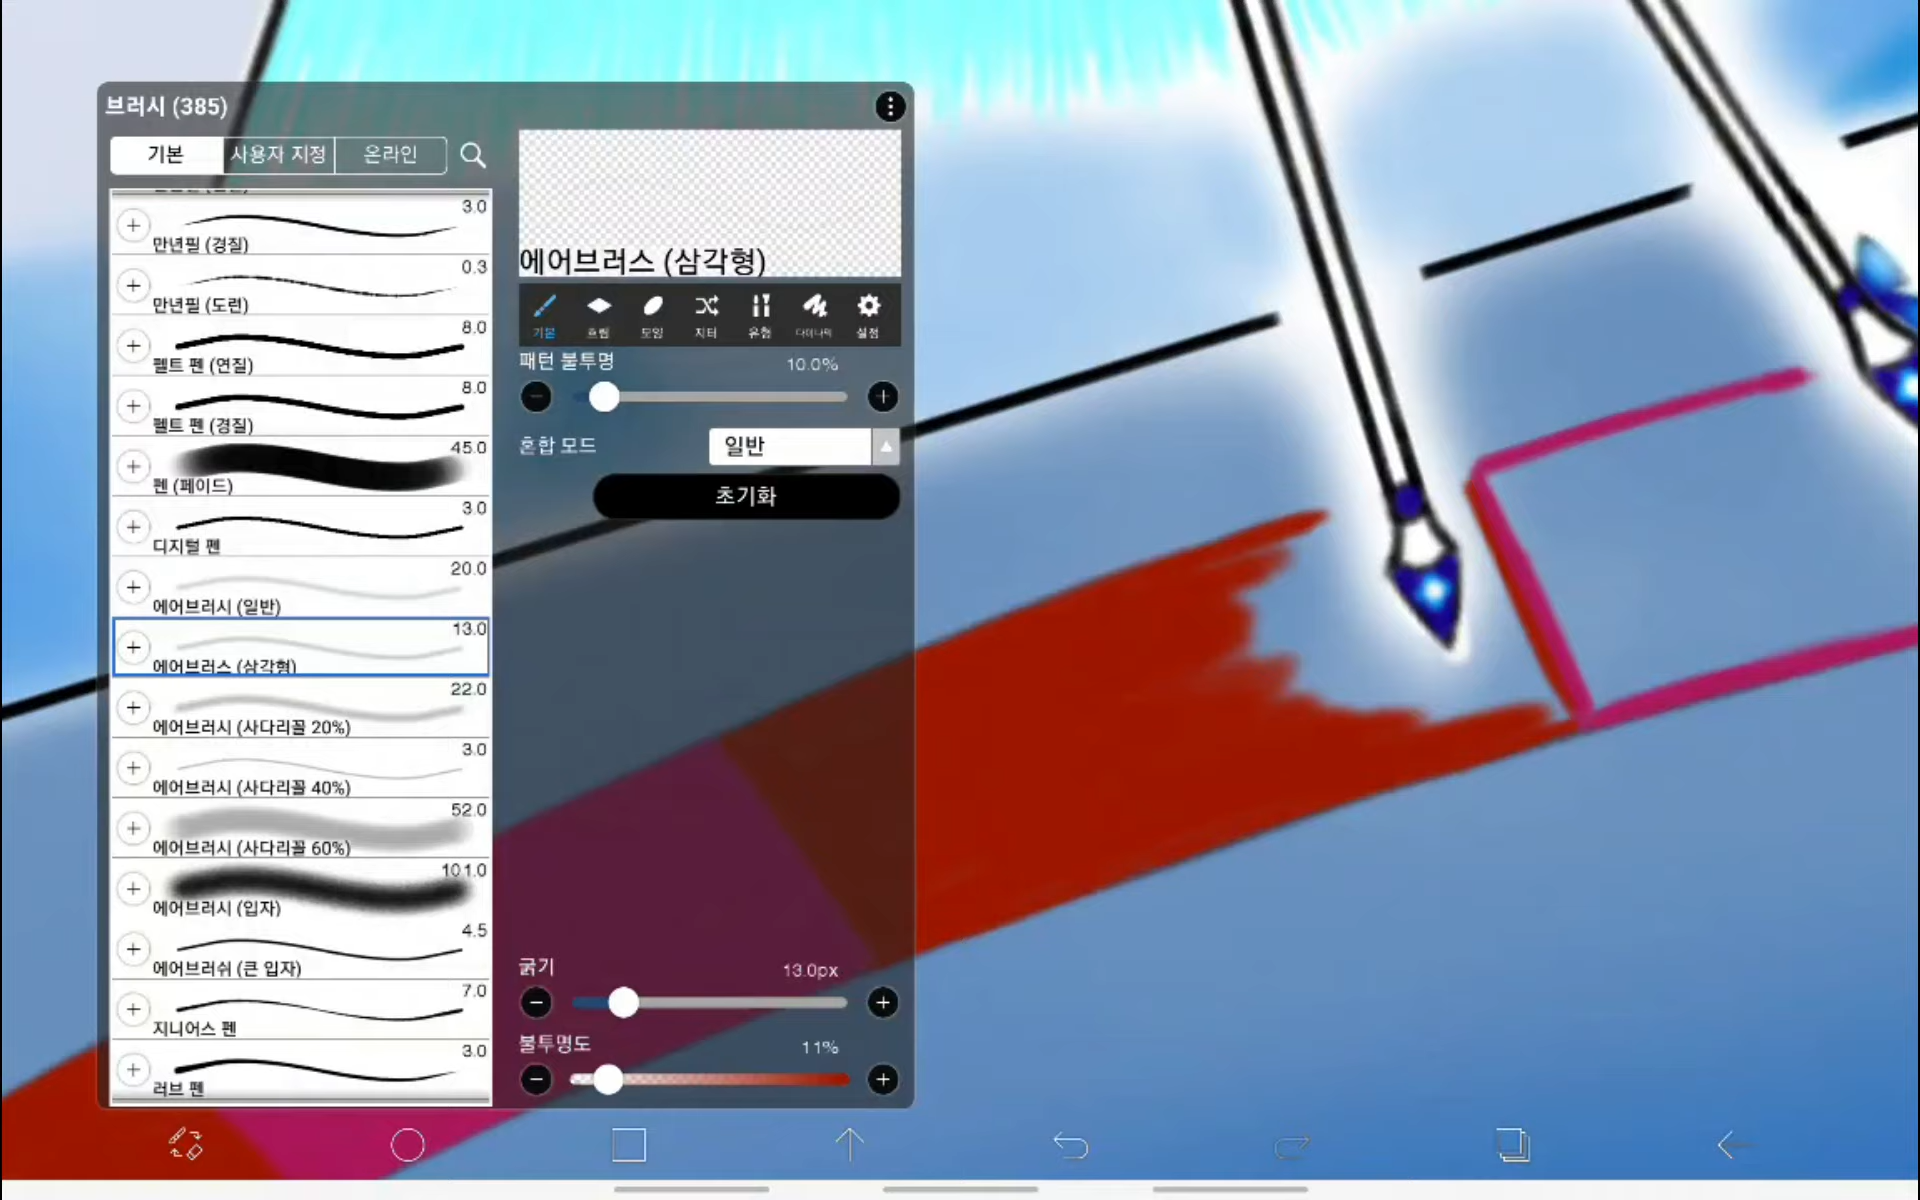 브러시 (385)
기본
사용자 지정
온라인
3.0
만년필 (경질)
0.3
만년필 (도련)
8.0
펠트 펜 (연질)
8.0
펠트 펜 (경질)
45.0
펜 (페이드)
3.0
디지털 펜
20.0
에어브러시 (일반)
13.0
에어브러스 (삼각형)
22.0
에어브러시 (사다리꼴 20%)
3.0
에어브러시 (사다리꼴 40%)
52.0
에어브러시 (사다리꼴 60%)
101.0
에어브러시 (입자)
4.5
에어브러쉬 (큰 입자)
7.0
지니어스 펜
3.0
러브 펜
에어브러스 (삼각형)
기본
모양
지터
유형
설정
패턴 불투명
10.0%
혼합 모드
일반
초기화
굵기
13.0px
불투명도
11%